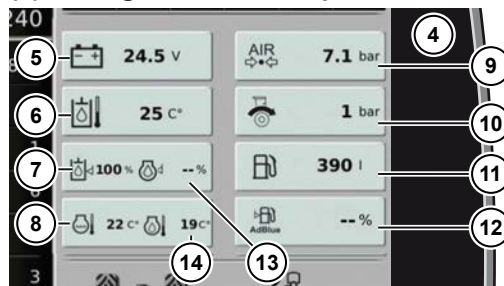 240
4
5 24.5 V
AIR 7.1 bar 9
6 25 C°
1 bar 10
7 100 % -- %
390 l 11
8 22 C° 19 C°
AdBlue -- % 12
14 13
3